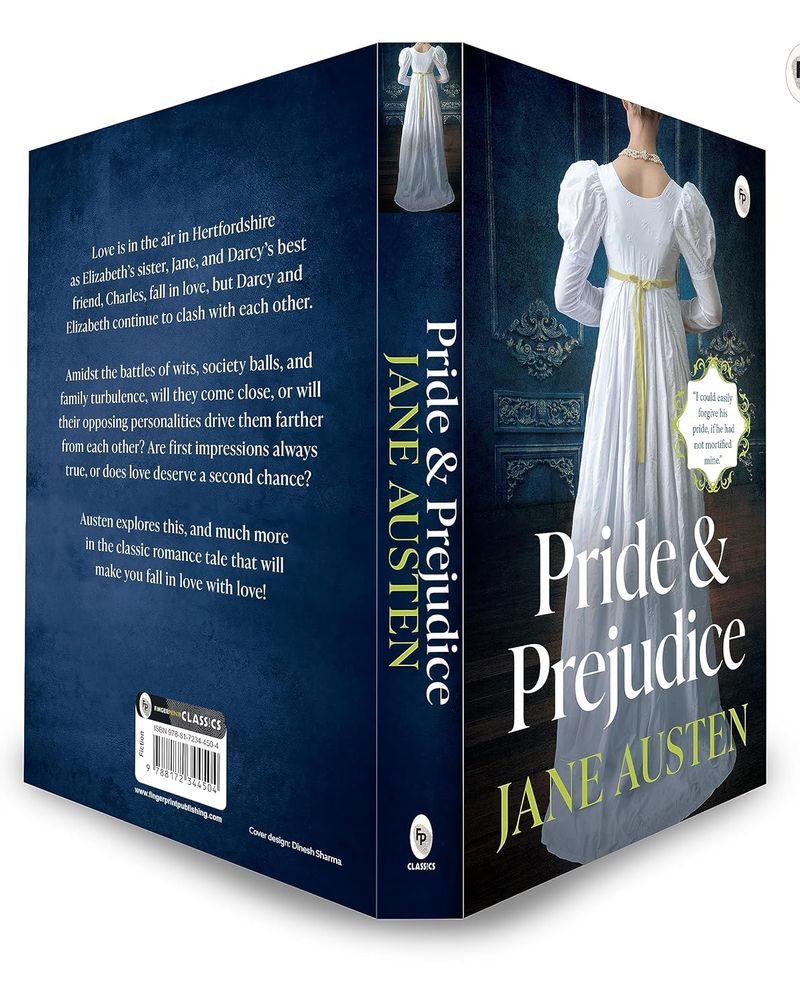 Love is in the air in Hertfordshire
as Elizabeth's sister, Jane, and Darcy's best
friend, Charles, fall in love, but Darcy and
Elizabeth continue to clash with each other.
Amidst the battles of wits, society balls, and
family turbulence, will they come close, or will
their opposing personalities drive them farther
from each other? Are first impressions always
true, or does love deserve a second chance?
Austen explores this, and much more
in the classic romance tale that will
make you fall in love with love!
FP
FINGERPRINT CLASSICS
ISBN 978-81-7234-450-4
Fiction
9 788172 344504
www.fingerprintpublishing.com
Cover design: Dinesh Sharma
Pride & Prejudice
JANE AUSTEN
FP
CLASSICS
FP
"I could easily
forgive his
pride, if he had
not mortified
mine."
Pride &
Prejudice
JANE AUSTEN